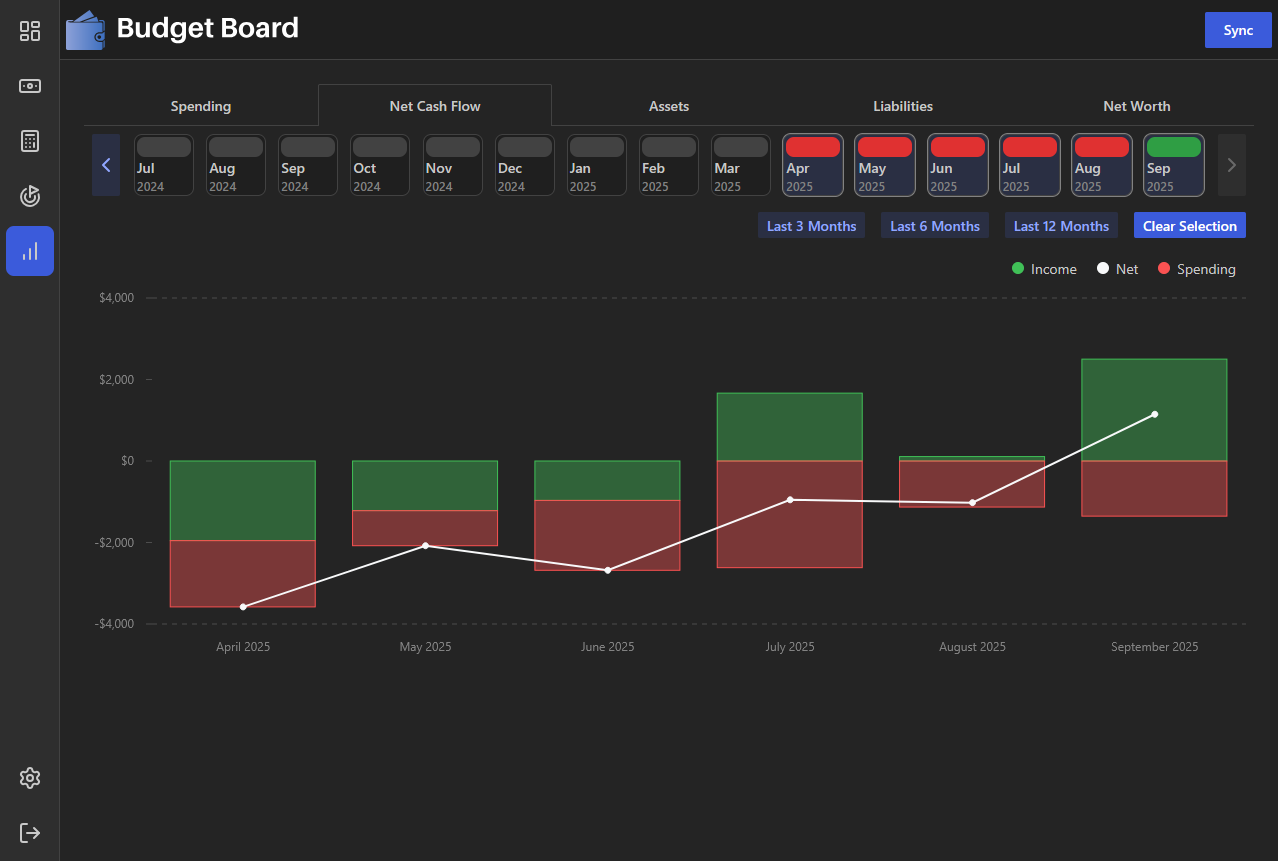 Budget Board
Sync
Spending
Net Cash Flow
Assets
Liabilities
Net Worth
Jul
2024
Aug
2024
Sep
2024
Oct
2024
Nov
2024
Dec
2024
Jan
2025
Feb
2025
Mar
2025
Apr
2025
May
2025
Jun
2025
Jul
2025
Aug
2025
Sep
2025
Last 3 Months
Last 6 Months
Last 12 Months
Clear Selection
Income
Net
Spending
$4,000
$2,000
$0
-$2,000
-$4,000
April 2025
May 2025
June 2025
July 2025
August 2025
September 2025